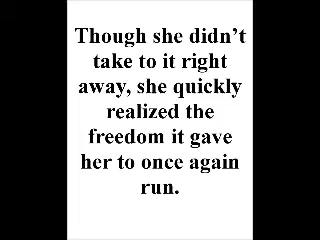 Though she didn’t
take to it right
away, she quickly
realized the
freedom it gave
her to once again
run.